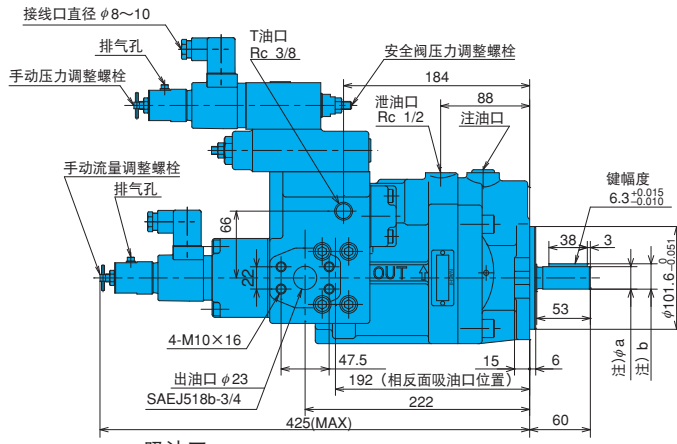 接线口直径 φ8～10
排气孔
手动压力调整螺栓
T油口
Rc 3/8
安全阀压力调整螺栓
184
泄油口
Rc 1/2
88
注油口
手动流量调整螺栓
排气孔
键幅度
6.3+0.015
-0.010
66
38
3
22
OUT
φ101.6 0
-0.051
53
4-M10×16
47.5
15
6
注)φa
注) b
出油口 φ23
SAEJ518b-3/4
192（相反面吸油口位置）
222
425(MAX)
60